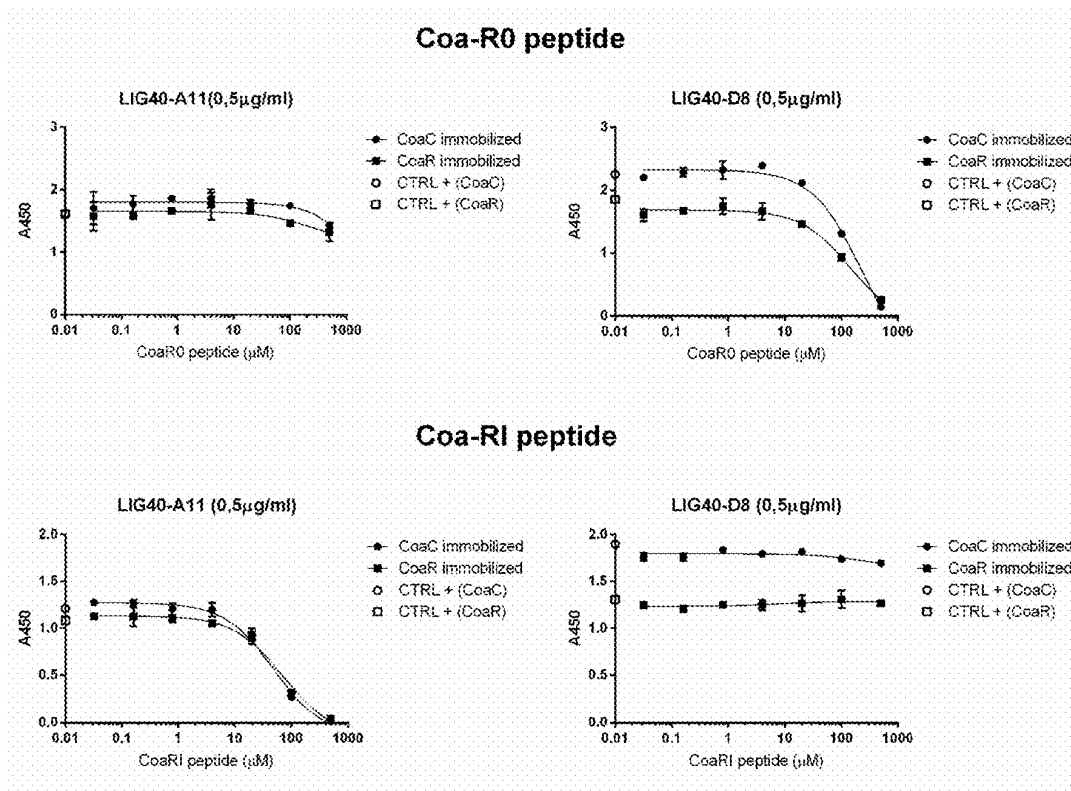 Coa-R0 peptide
LIG40-A11(0,5µg/ml)
3
2
1
0
A450
0.01 0.1 1 10 100 1000
CoaR0 peptide (µM)
CoaC immobilized
CoaR immobilized
CTRL + (CoaC)
CTRL + (CoaR)
LIG40-D8 (0,5µg/ml)
3
2
1
0
A450
0.01 0.1 1 10 100 1000
CoaR0 peptide (µM)
CoaC immobilized
CoaR immobilized
CTRL + (CoaC)
CTRL + (CoaR)
Coa-RI peptide
LIG40-A11 (0,5µg/ml)
2.0
1.5
1.0
0.5
0.0
A450
0.01 0.1 1 10 100 1000
CoaRI peptide (µM)
CoaC immobilized
CoaR immobilized
CTRL + (CoaC)
CTRL + (CoaR)
LIG40-D8 (0,5µg/ml)
2.0
1.5
1.0
0.5
0.0
A450
0.01 0.1 1 10 100 1000
CoaRI peptide (µM)
CoaC immobilized
CoaR immobilized
CTRL + (CoaC)
CTRL + (CoaR)